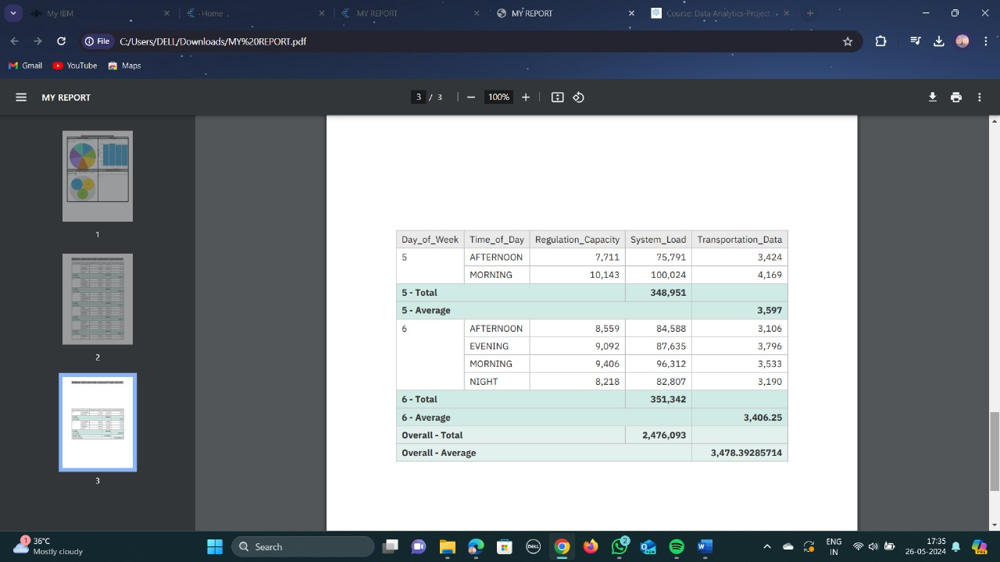 My IBM
Home
MY REPORT
MY REPORT
Course: Data Analytics-Project
File C:/Users/DELL/Downloads/MY%20REPORT.pdf
Gmail YouTube Maps
MY REPORT
3 / 3
100%
1
2
3
Day_of_Week Time_of_Day Regulation_Capacity System_Load Transportation_Data
5 AFTERNOON 7,711 75,791 3,424
MORNING 10,143 100,024 4,169
5 - Total 348,951
5 - Average 3,597
6 AFTERNOON 8,559 84,588 3,106
EVENING 9,092 87,635 3,796
MORNING 9,406 96,312 3,533
NIGHT 8,218 82,807 3,190
6 - Total 351,342
6 - Average 3,406.25
Overall - Total 2,476,093
Overall - Average 3,478.39285714
1
36°C
Mostly cloudy
Search
DELL
2
ENG
IN
17:35
26-05-2024
PRE